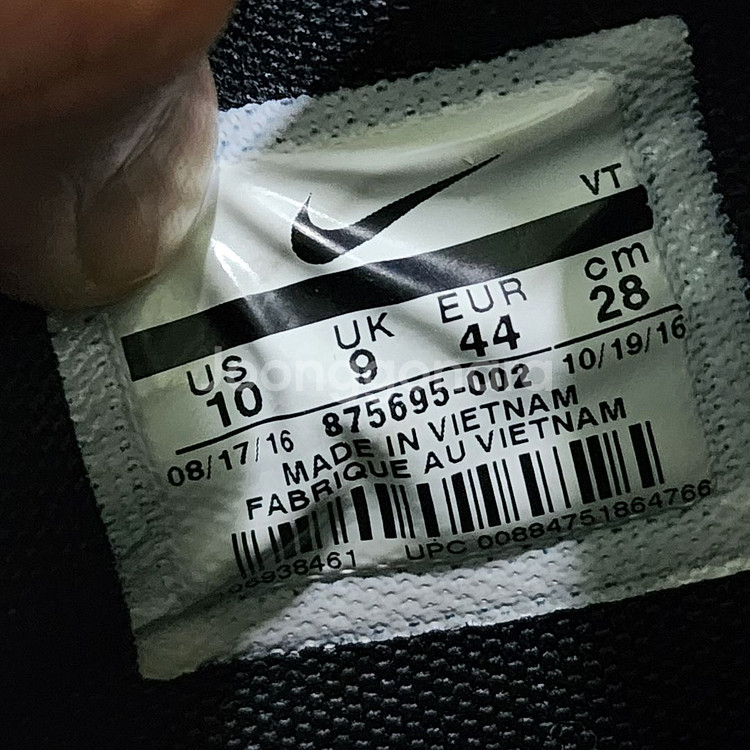 VT
US UK EUR cm
10 9 44 28
08/17/16 875695-002 10/19/16
MADE IN VIETNAM
FABRIQUE AU VIETNAM
UPC 00884751864766
Joonggonara